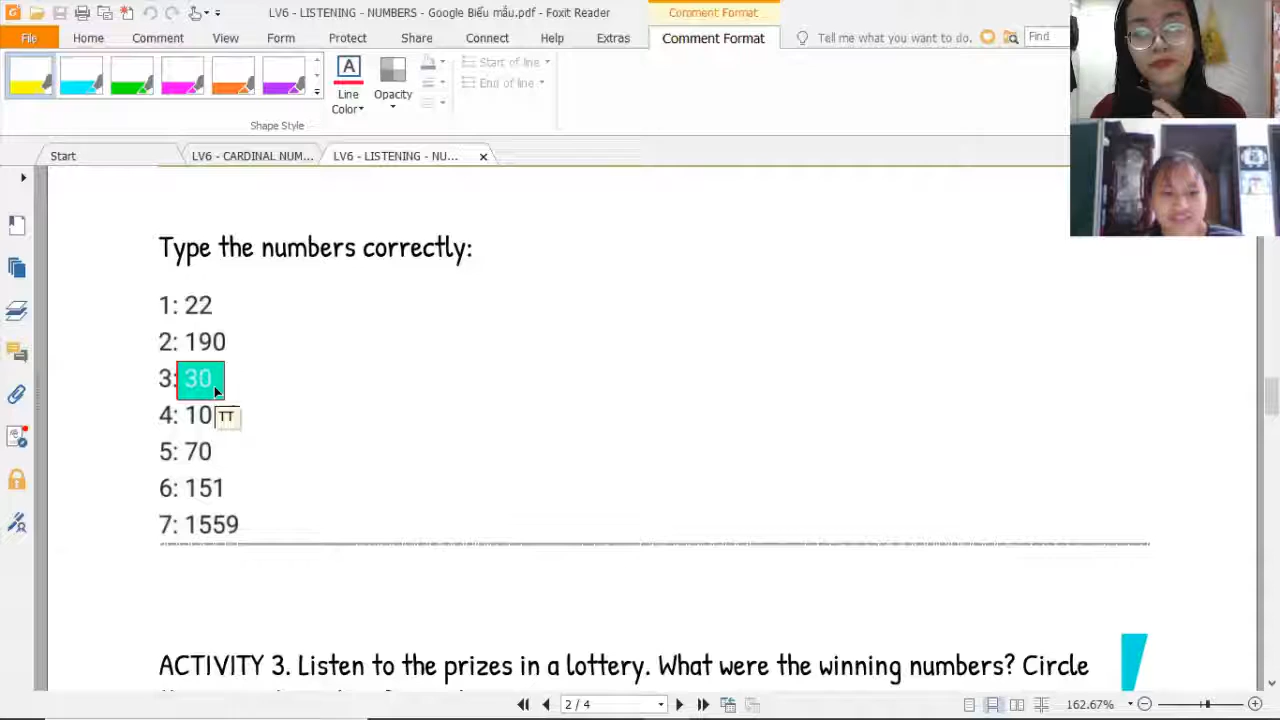 LV6 - LISTENING - NUMBERS - Google Biểu mẫu.pdf - Foxit Reader
Comment Format
File Home Comment View Form Protect Share Connect Help Extras Comment Format Tell me what you want to do. Find
Start of line
End of line
Line Color
Opacity
Shape Style
Start
LV6 - CARDINAL NUM...
LV6 - LISTENING - NU...
Type the numbers correctly:
1: 22
2: 190
3: 30
4: 10
TT
5: 70
6: 151
7: 1559
ACTIVITY 3. Listen to the prizes in a lottery. What were the winning numbers? Circle
2 / 4
162.67%